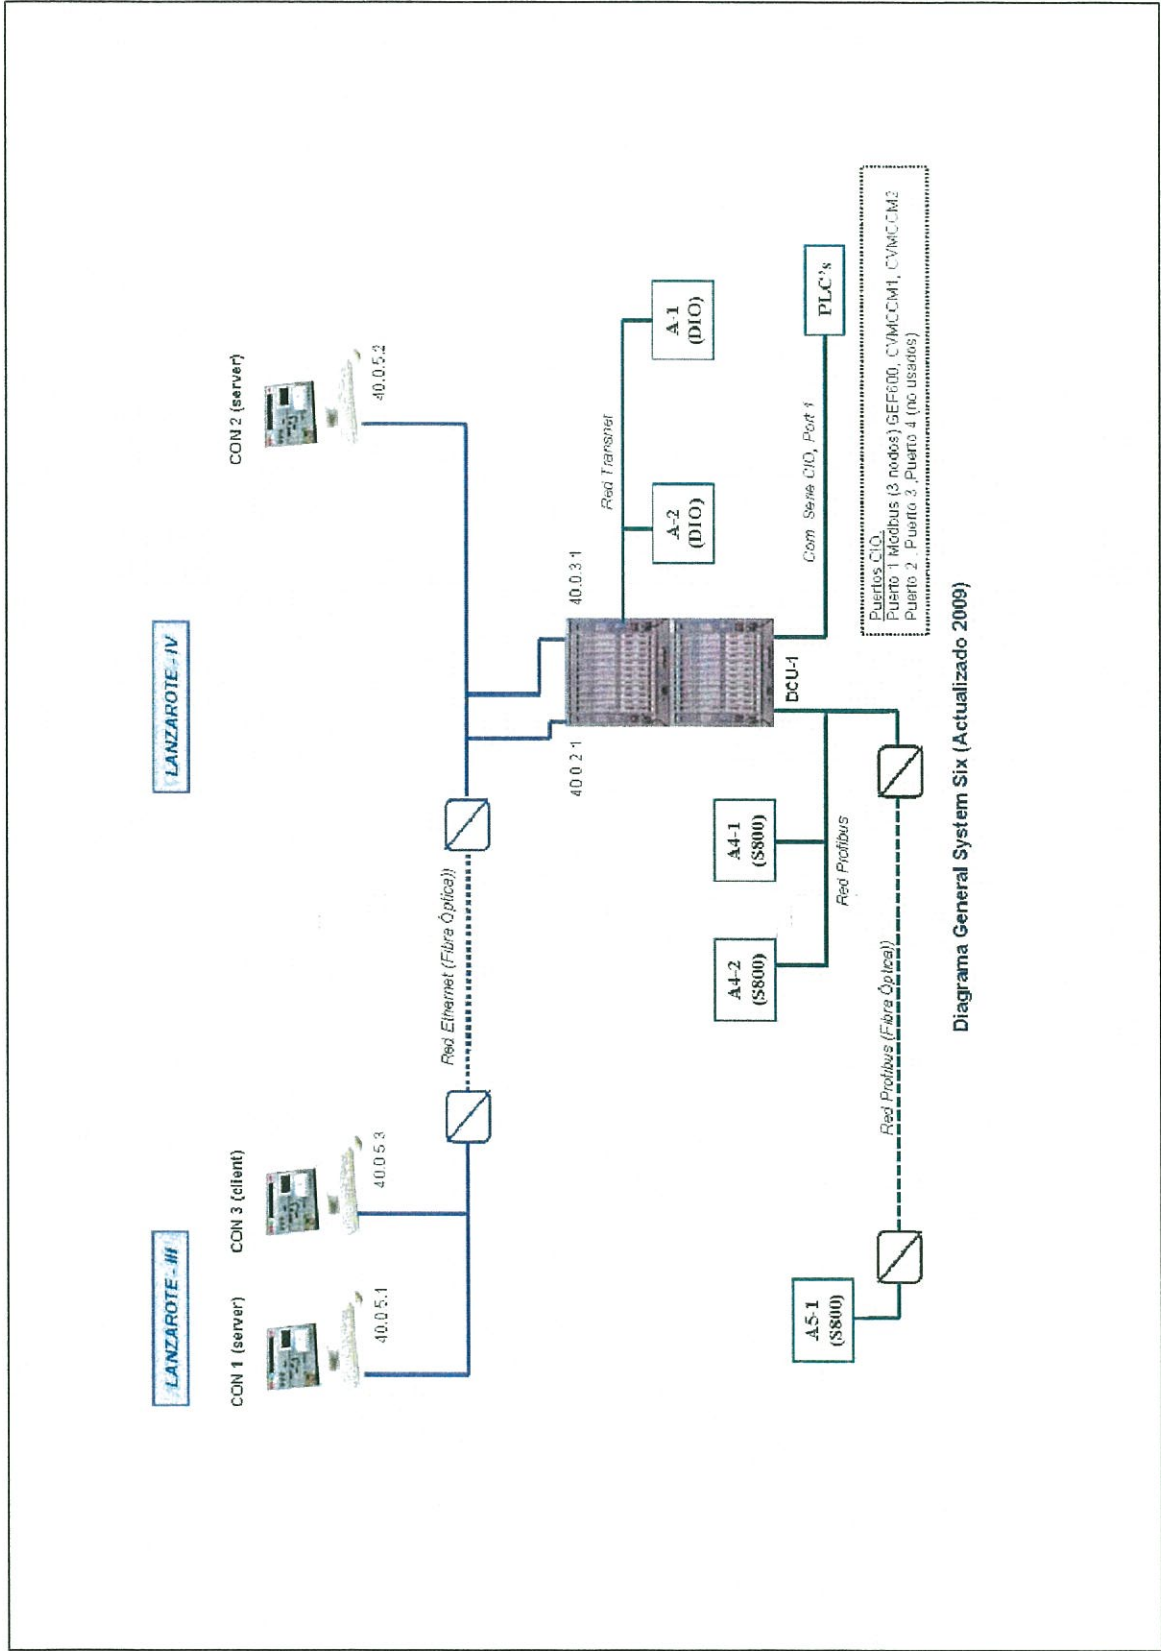 LANZAROTE - III
LANZAROTE - IV
CON 1 (server)
CON 3 (client)
CON 2 (server)
40.0.5.1
40.0.5.3
40.0.5.2
Red Ethernet (Fibra Óptica))
40.0.2.1
40.0.3.1
Red Transnet
A-2
(DIO)
A-1
(DIO)
DCU-1
A4-2
(S800)
A4-1
(S800)
Red Profibus
Com. Serie CIO, Port 1
PLC's
A5-1
(S800)
Red Profibus (Fibra Óptica))
Puertos CIO.
Puerto 1 Modbus (3 nodos) GEF600, CVMCCM1, CVMCCM2
Puerto 2 , Puerto 3 ,Puerto 4 (no usados)
Diagrama General System Six (Actualizado 2009)